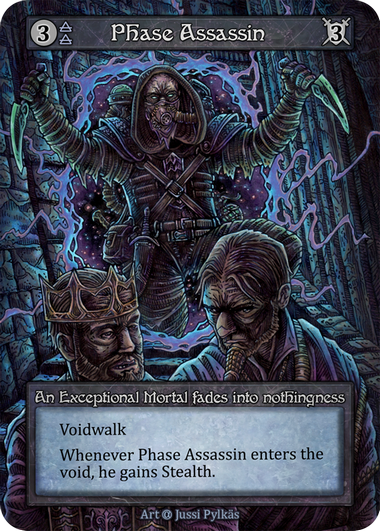 3 Phase Assassin 3
An Exceptional Mortal fades into nothingness
Voidwalk
Whenever Phase Assassin enters the
void, he gains Stealth.
Art @ Jussi Pylkäs